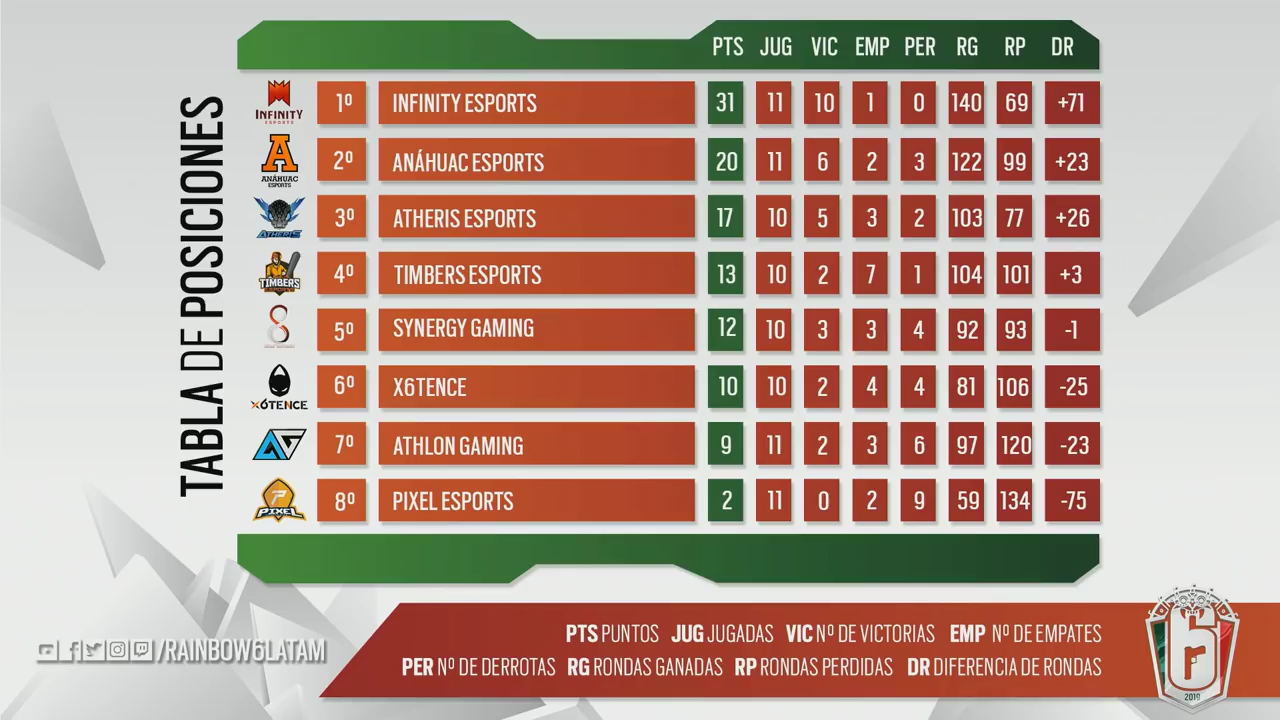 TABLA DE POSICIONES
PTS JUG VIC EMP PER RG RP DR
INFINITY ESPORTS 1º INFINITY ESPORTS 31 11 10 1 0 140 69 +71
A ANÁHUAC ESPORTS 2º ANÁHUAC ESPORTS 20 11 6 2 3 122 99 +23
ATHERIS 3º ATHERIS ESPORTS 17 10 5 3 2 103 77 +26
TIMBERS ESPORTS 4º TIMBERS ESPORTS 13 10 2 7 1 104 101 +3
5º SYNERGY GAMING 12 10 3 3 4 92 93 -1
X6TENCE 6º X6TENCE 10 10 2 4 4 81 106 -25
AG 7º ATHLON GAMING 9 11 2 3 6 97 120 -23
P PIXEL 8º PIXEL ESPORTS 2 11 0 2 9 59 134 -75
/RAINBOW6LATAM
PTS PUNTOS JUG JUGADAS VIC Nº DE VICTORIAS EMP Nº DE EMPATES
PER Nº DE DERROTAS RG RONDAS GANADAS RP RONDAS PERDIDAS DR DIFERENCIA DE RONDAS
6
2019